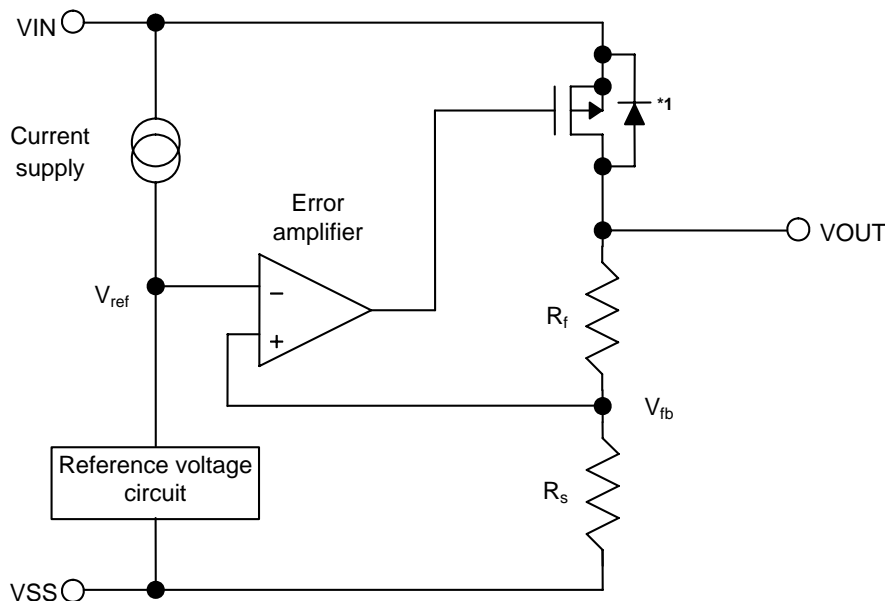 VIN
*1
Current
supply
Error
amplifier
VOUT
Vref
−
+
Rf
Vfb
Reference voltage
circuit
Rs
VSS